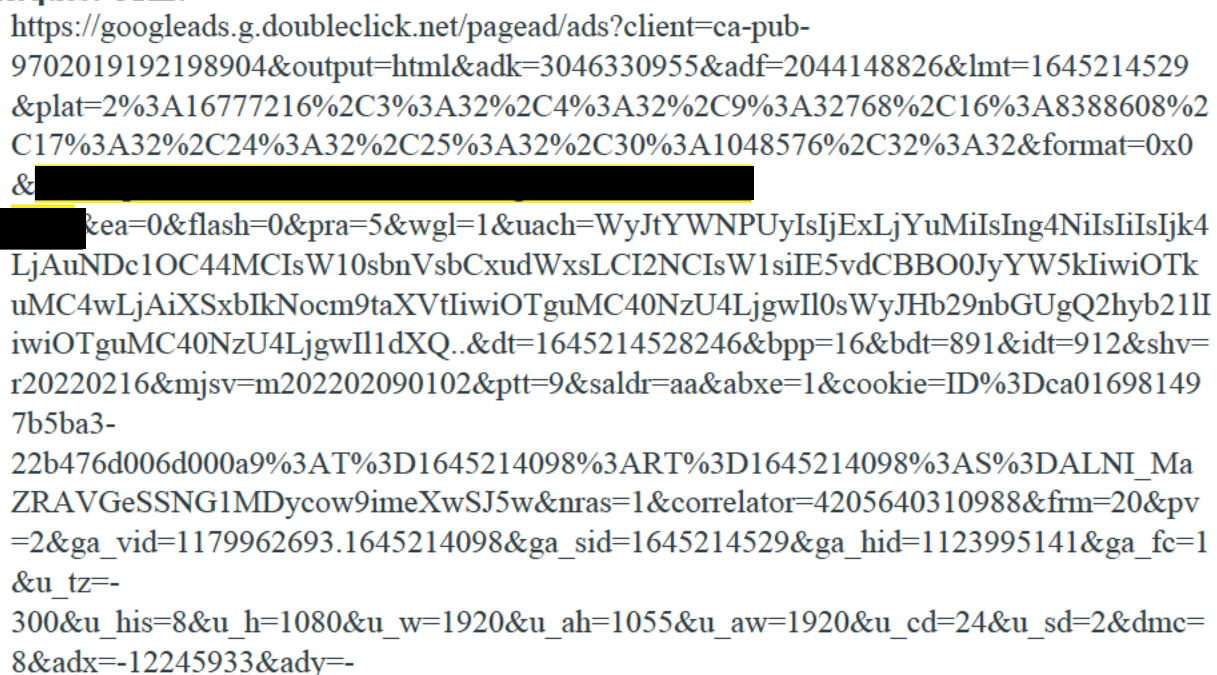 https://googleads.g.doubleclick.net/pagead/ads?client=ca-pub-
9702019192198904&output=html&adk=3046330955&adf=2044148826&lmt=1645214529
&plat=2%3A16777216%2C3%3A32%2C4%3A32%2C9%3A32768%2C16%3A8388608%2
C17%3A32%2C24%3A32%2C25%3A32%2C30%3A1048576%2C32%3A32&format=0x0
&
&ea=0&flash=0&pra=5&wgl=1&uach=WyJtYWNPUyIsIjExLjYuMiIsIng4NiIsIiIsIjk4
LjAuNDc1OC44MCIsW10sbnVsbCxudWxsLCI2NCIsW1siIE5vdCBBO0JyYW5kIiwiOTk
uMC4wLjAiXSxbIkNocm9taXVtIiwiOTguMC40NzU4LjgwIl0sWyJHb29nbGUgQ2hyb21lI
iwiOTguMC40NzU4LjgwIl1dXQ..&dt=1645214528246&bpp=16&bdt=891&idt=912&shv=
r20220216&mjsv=m202202090102&ptt=9&saldr=aa&abxe=1&cookie=ID%3Dca01698149
7b5ba3-
22b476d006d000a9%3AT%3D1645214098%3ART%3D1645214098%3AS%3DALNI_Ma
ZRAVGeSSNG1MDycow9imeXwSJ5w&nras=1&correlator=4205640310988&frm=20&pv
=2&ga_vid=1179962693.1645214098&ga_sid=1645214529&ga_hid=1123995141&ga_fc=1
&u_tz=-
300&u_his=8&u_h=1080&u_w=1920&u_ah=1055&u_aw=1920&u_cd=24&u_sd=2&dmc=
8&adx=-12245933&ady=-